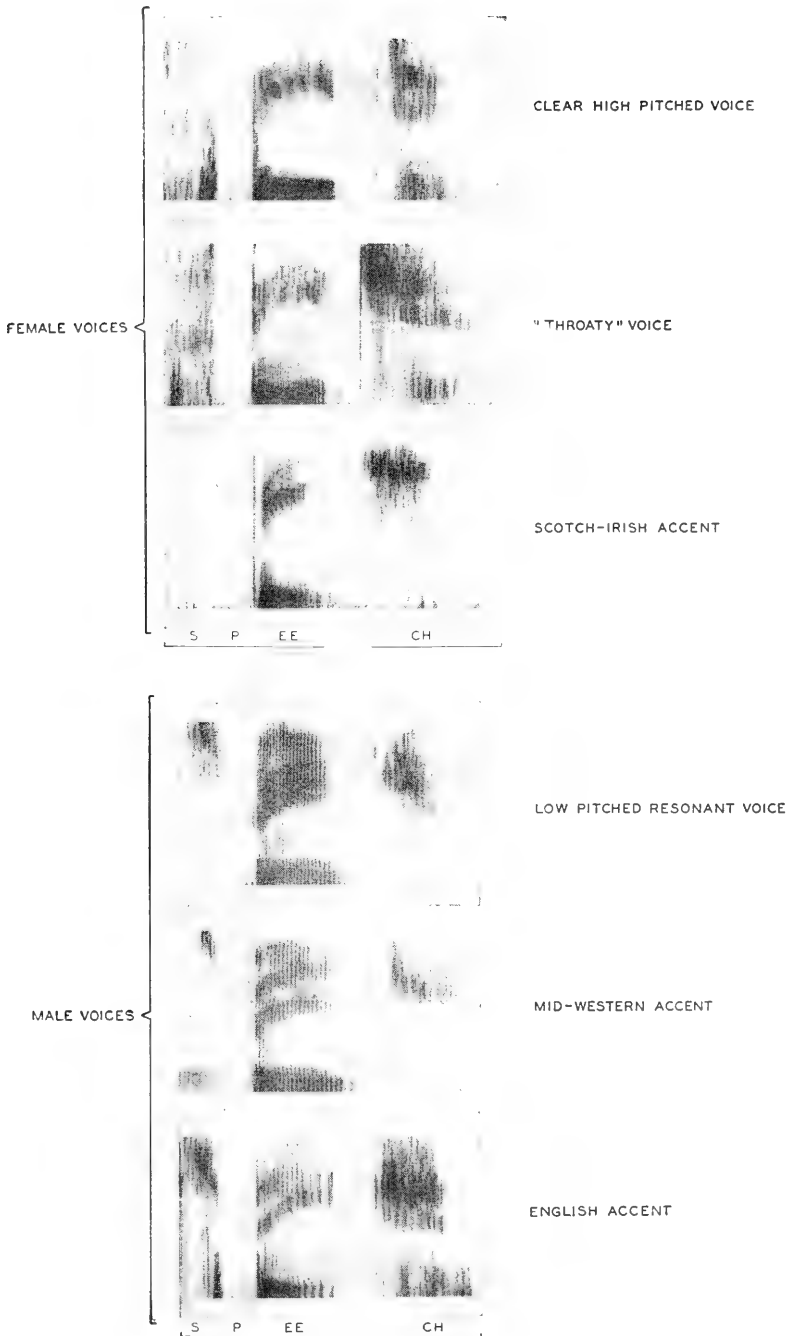 CLEAR HIGH PITCHED VOICE
FEMALE VOICES
"THROATY" VOICE
SCOTCH-IRISH ACCENT
S P EE CH
LOW PITCHED RESONANT VOICE
MALE VOICES
MID-WESTERN ACCENT
ENGLISH ACCENT
S P EE CH